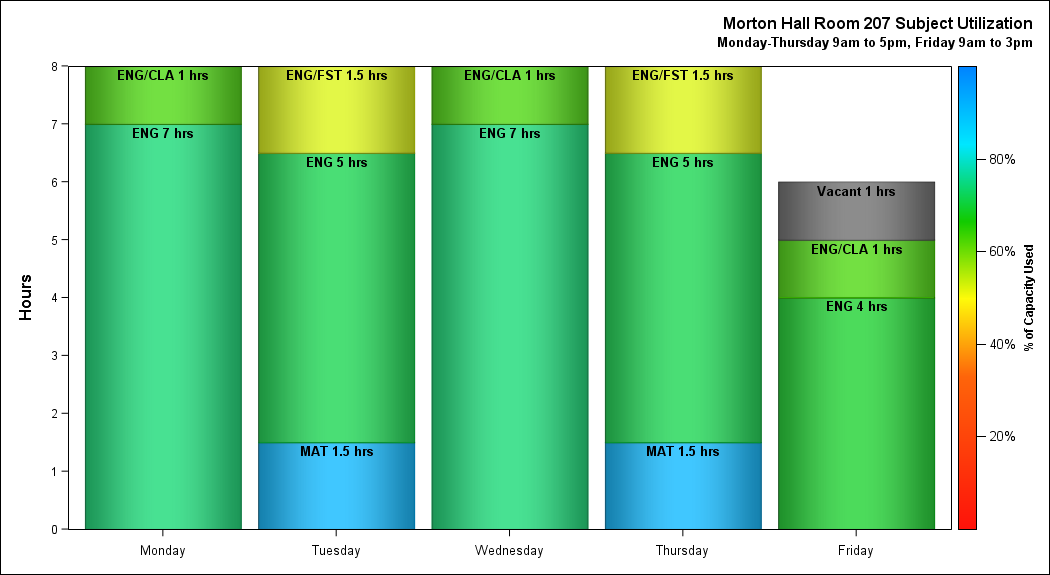 Morton Hall Room 207 Subject Utilization
Monday-Thursday 9am to 5pm, Friday 9am to 3pm
Hours
8
7
6
5
4
3
2
1
0
ENG/CLA 1 hrs
ENG 7 hrs
ENG/FST 1.5 hrs
ENG 5 hrs
MAT 1.5 hrs
ENG/CLA 1 hrs
ENG 7 hrs
ENG/FST 1.5 hrs
ENG 5 hrs
MAT 1.5 hrs
Vacant 1 hrs
ENG/CLA 1 hrs
ENG 4 hrs
Monday
Tuesday
Wednesday
Thursday
Friday
80%
60%
40%
20%
% of Capacity Used